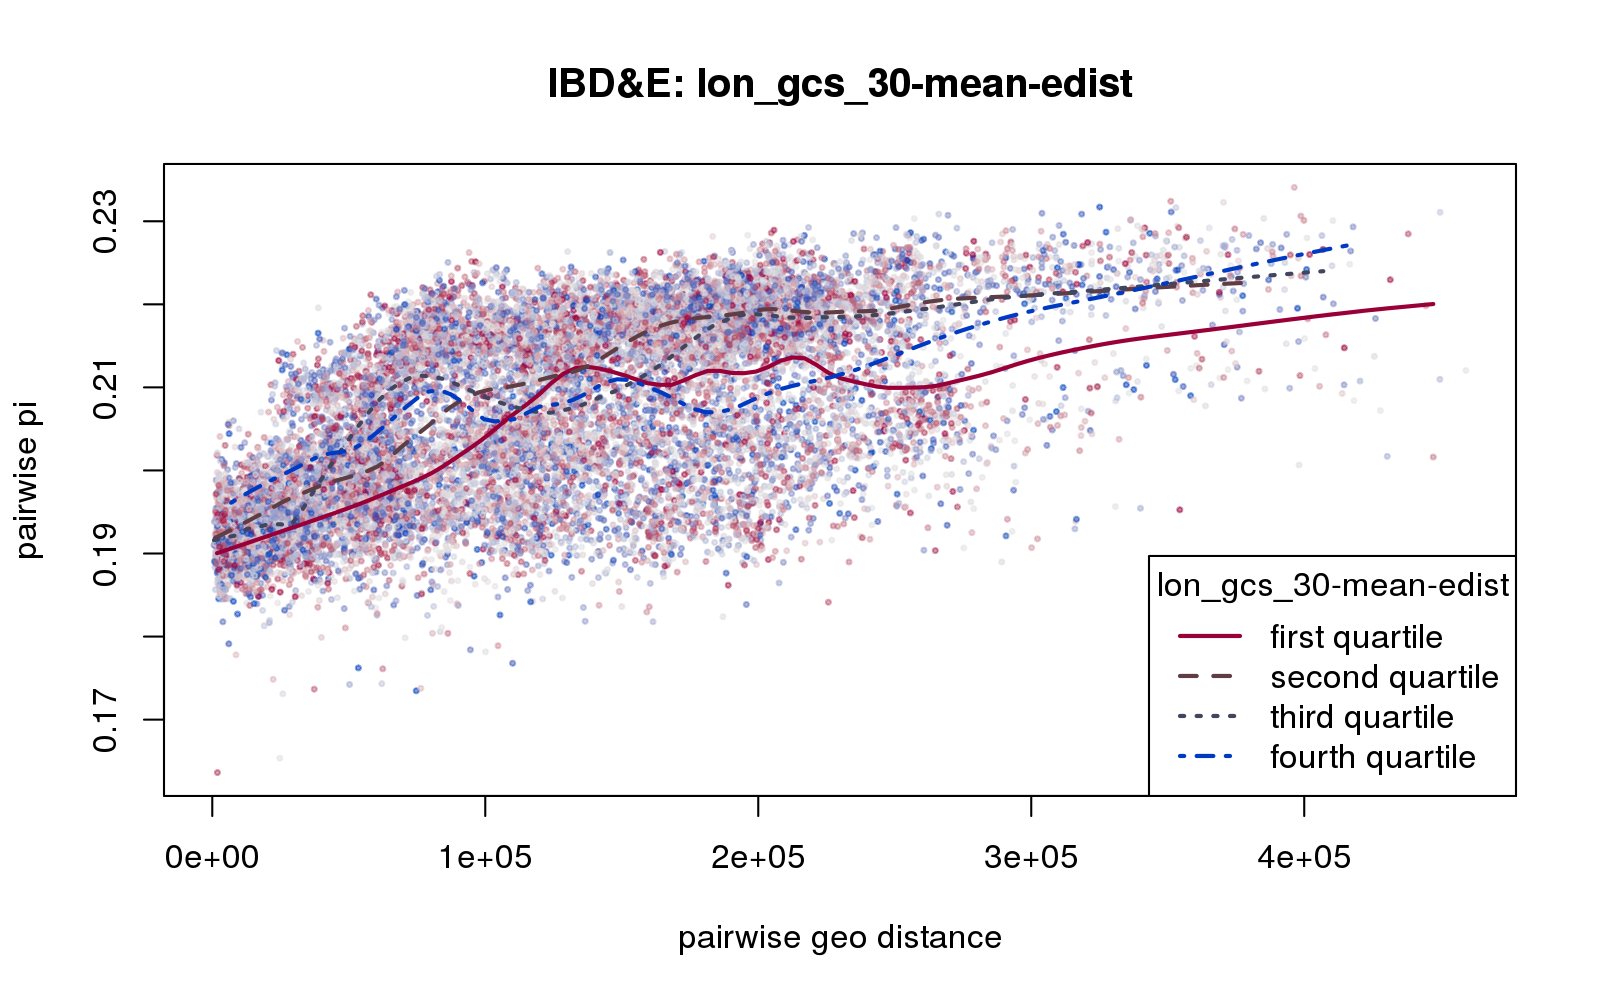 IBD&E: lon_gcs_30-mean-edist
pairwise pi
0.23
0.21
0.19
0.17
lon_gcs_30-mean-edist
first quartile
second quartile
third quartile
fourth quartile
0e+00 1e+05 2e+05 3e+05 4e+05
pairwise geo distance